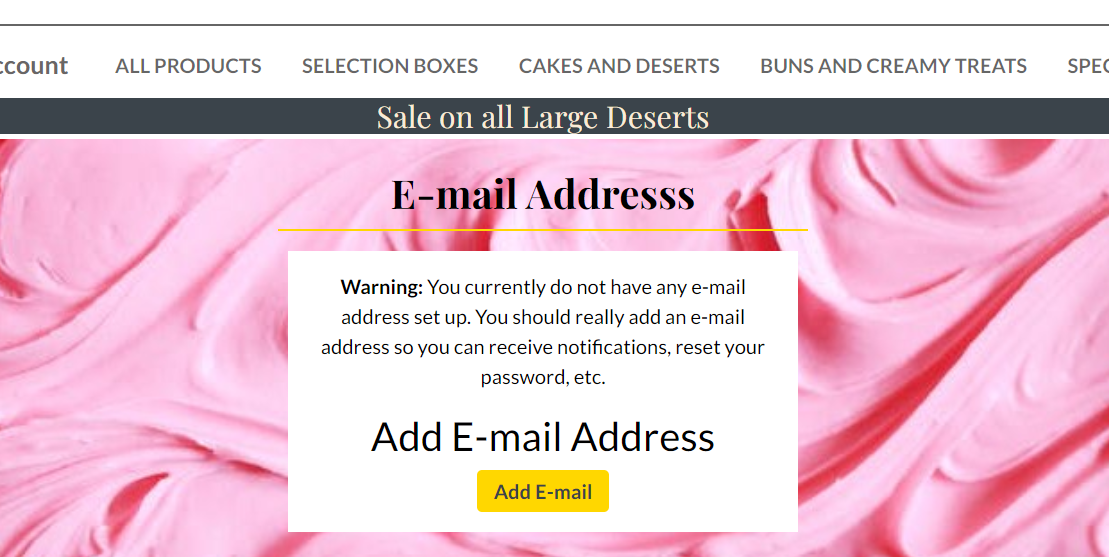 ccount ALL PRODUCTS SELECTION BOXES CAKES AND DESERTS BUNS AND CREAMY TREATS SPEC
Sale on all Large Deserts
E-mail Addresss
Warning: You currently do not have any e-mail
address set up. You should really add an e-mail
address so you can receive notifications, reset your
password, etc.
Add E-mail Address
Add E-mail